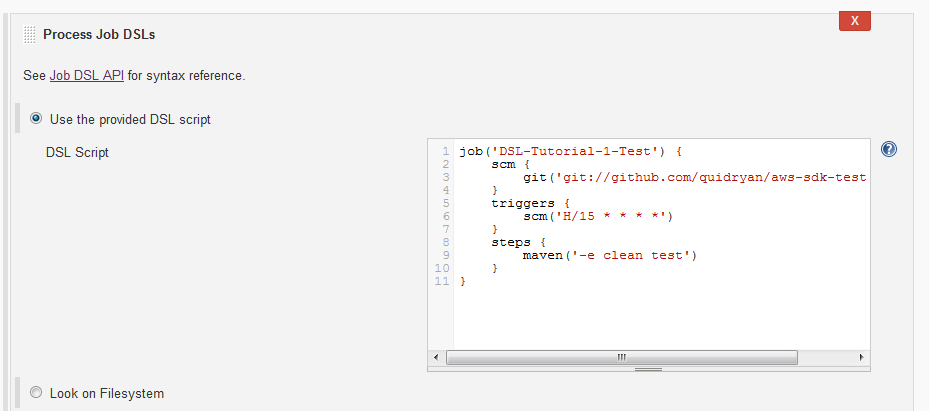 X
Process Job DSLs
See Job DSL API for syntax reference.
Use the provided DSL script
DSL Script
1 job('DSL-Tutorial-1-Test') {
2     scm {
3         git('git://github.com/quidryan/aws-sdk-test
4     }
5     triggers {
6         scm('H/15 * * * *')
7     }
8     steps {
9         maven('-e clean test')
10     }
11 }
?
Look on Filesystem